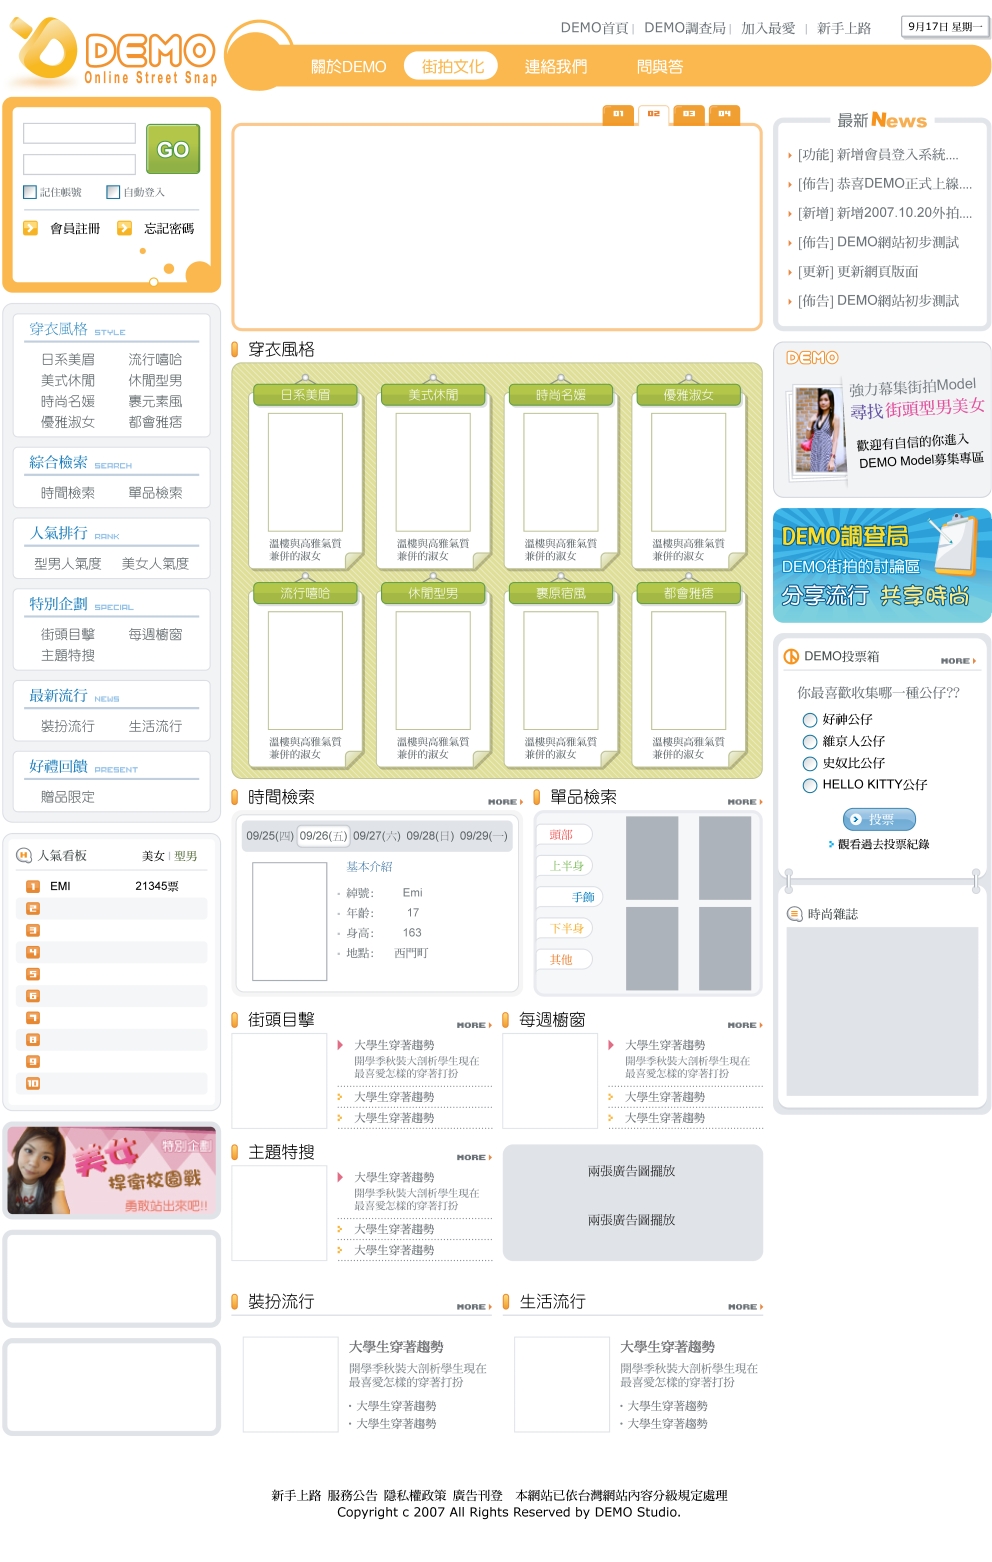 DEMO
Online Street Snap
DEMO首頁 | DEMO調查局 | 加入最愛 | 新手上路
9月17日 星期一
關於DEMO 街拍文化 連絡我們 問與答
GO
記住帳號 自動登入
會員註冊 忘記密碼
01 02 03 04
最新News
[功能] 新增會員登入系統....
[佈告] 恭喜DEMO正式上線....
[新增] 新增2007.10.20外拍....
[佈告] DEMO網站初步測試
[更新] 更新網頁版面
[佈告] DEMO網站初步測試
穿衣風格 STYLE
日系美眉 流行嘻哈
美式休閒 休閒型男
時尚名媛 裏元素風
優雅淑女 都會雅痞
綜合檢索 SEARCH
時間檢索 單品檢索
人氣排行 RANK
型男人氣度 美女人氣度
特別企劃 SPECIAL
街頭目擊 每週櫥窗
主題特搜
最新流行 NEWS
裝扮流行 生活流行
好禮回饋 PRESENT
贈品限定
穿衣風格
日系美眉 美式休閒 時尚名媛 優雅淑女
溫樓與高雅氣質 溫樓與高雅氣質 溫樓與高雅氣質 溫樓與高雅氣質
兼併的淑女 兼併的淑女 兼併的淑女 兼併的淑女
流行嘻哈 休閒型男 裏原宿風 都會雅痞
溫樓與高雅氣質 溫樓與高雅氣質 溫樓與高雅氣質 溫樓與高雅氣質
兼併的淑女 兼併的淑女 兼併的淑女 兼併的淑女
DEMO
強力募集街拍Model
尋找街頭型男美女
歡迎有自信的你進入
DEMO Model募集專區
DEMO調查局
DEMO街拍的討論區
分享流行 共享時尚
DEMO投票箱 MORE
你最喜歡收集哪一種公仔??
好神公仔
維京人公仔
史奴比公仔
HELLO KITTY公仔
投票
觀看過去投票紀錄
時尚雜誌
人氣看板 美女 | 型男
1 EMI 21345票
2
3
4
5
6
7
8
9
10
時間檢索 MORE
09/25(四) 09/26(五) 09/27(六) 09/28(日) 09/29(一)
基本介紹
綽號: Emi
年齡: 17
身高: 163
地點: 西門町
單品檢索 MORE
頭部
上半身
手飾
下半身
其他
街頭目擊 MORE
大學生穿著趨勢
開學季秋裝大剖析學生現在
最喜愛怎樣的穿著打扮
大學生穿著趨勢
大學生穿著趨勢
每週櫥窗 MORE
大學生穿著趨勢
開學季秋裝大剖析學生現在
最喜愛怎樣的穿著打扮
大學生穿著趨勢
大學生穿著趨勢
特別企劃
美女
捍衛校園戰
勇敢站出來吧!!
主題特搜 MORE
大學生穿著趨勢
開學季秋裝大剖析學生現在
最喜愛怎樣的穿著打扮
大學生穿著趨勢
大學生穿著趨勢
兩張廣告圖擺放
兩張廣告圖擺放
裝扮流行 MORE
大學生穿著趨勢
開學季秋裝大剖析學生現在
最喜愛怎樣的穿著打扮
・大學生穿著趨勢
・大學生穿著趨勢
生活流行 MORE
大學生穿著趨勢
開學季秋裝大剖析學生現在
最喜愛怎樣的穿著打扮
・大學生穿著趨勢
・大學生穿著趨勢
新手上路 服務公告 隱私權政策 廣告刊登 本網站已依台灣網站內容分級規定處理
Copyright c 2007 All Rights Reserved by DEMO Studio.